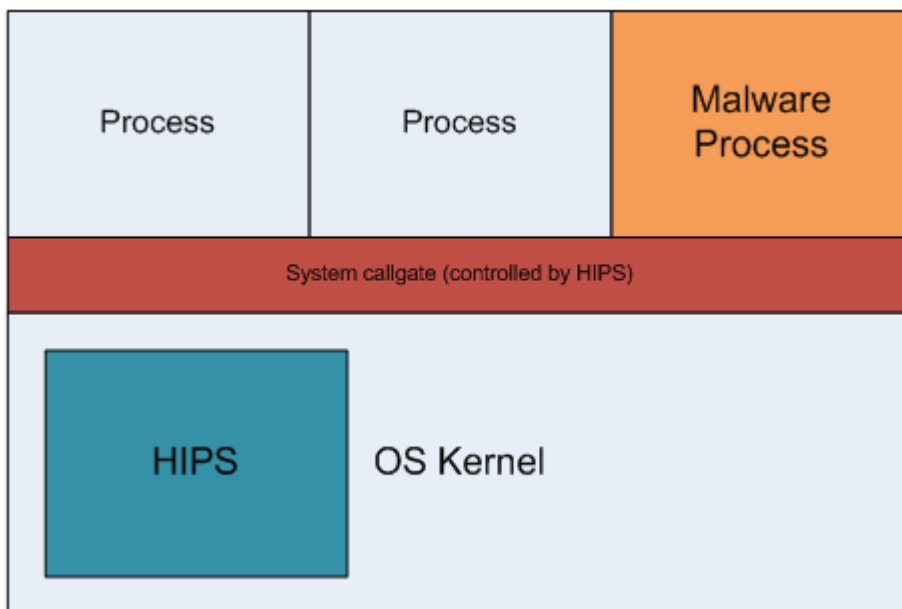 Process
Process
Malware
Process
System callgate (controlled by HIPS)
HIPS
OS Kernel